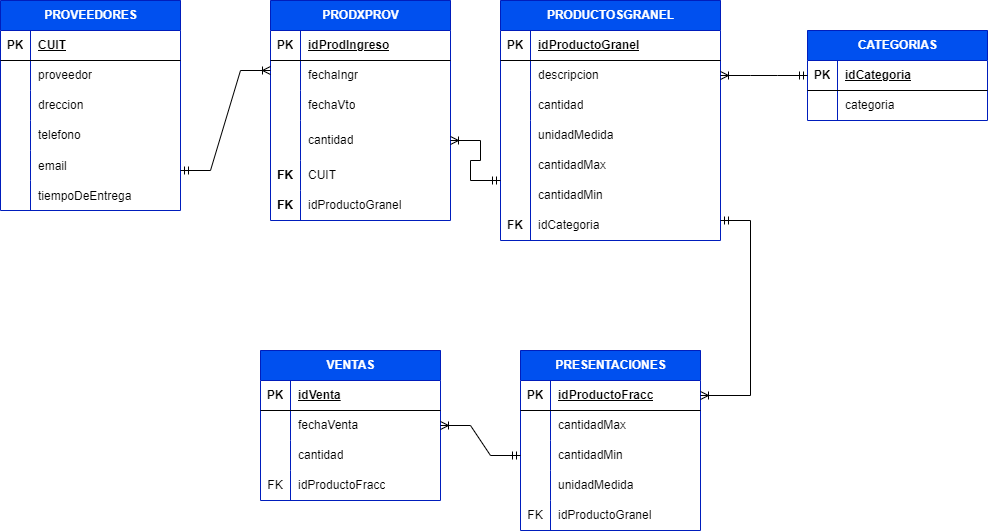 PROVEEDORES
PK CUIT
proveedor
dreccion
telefono
email
tiempoDeEntrega
PRODXPROV
PK idProdIngreso
fechaIngr
fechaVto
cantidad
FK CUIT
FK idProductoGranel
PRODUCTOSGRANEL
PK idProductoGranel
descripcion
cantidad
unidadMedida
cantidadMax
cantidadMin
FK idCategoria
CATEGORIAS
PK idCategoria
categoria
VENTAS
PK idVenta
fechaVenta
cantidad
FK idProductoFracc
PRESENTACIONES
PK idProductoFracc
cantidadMax
cantidadMin
unidadMedida
FK idProductoGranel